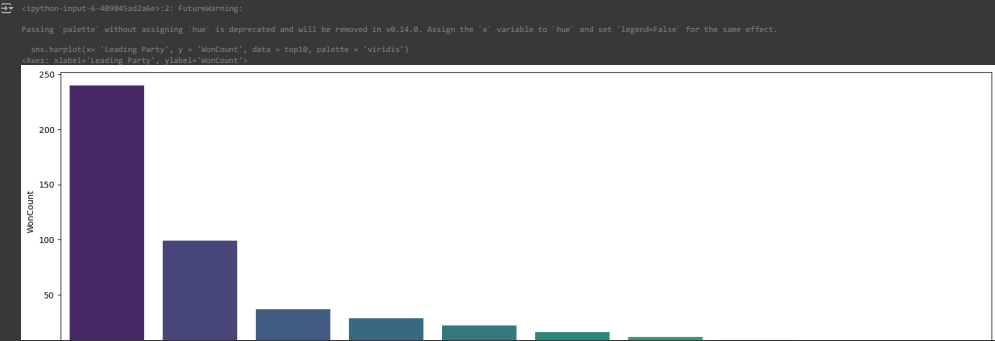 <ipython-input-6-409845ad2a6e>:2: FutureWarning:
Passing `palette` without assigning `hue` is deprecated and will be removed in v0.14.0. Assign the `x` variable to `hue` and set `legend=False` for the same effect.
sns.barplot(x= 'Leading Party', y = 'WonCount', data = top10, palette = 'viridis')
<Axes: xlabel='Leading Party', ylabel='WonCount'>
250
200
150
100
50
WonCount